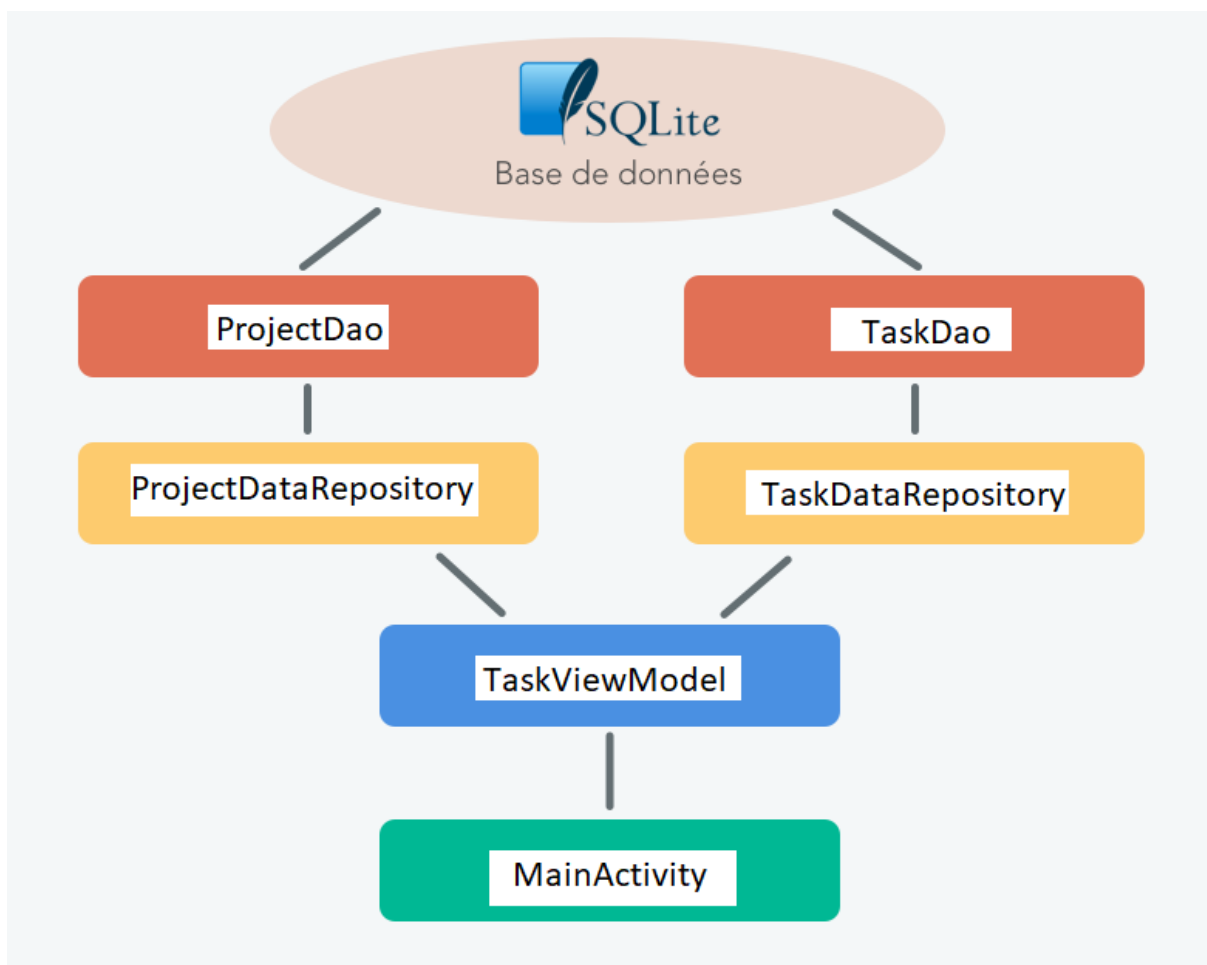 SQLite
Base de données
ProjectDao
TaskDao
ProjectDataRepository
TaskDataRepository
TaskViewModel
MainActivity